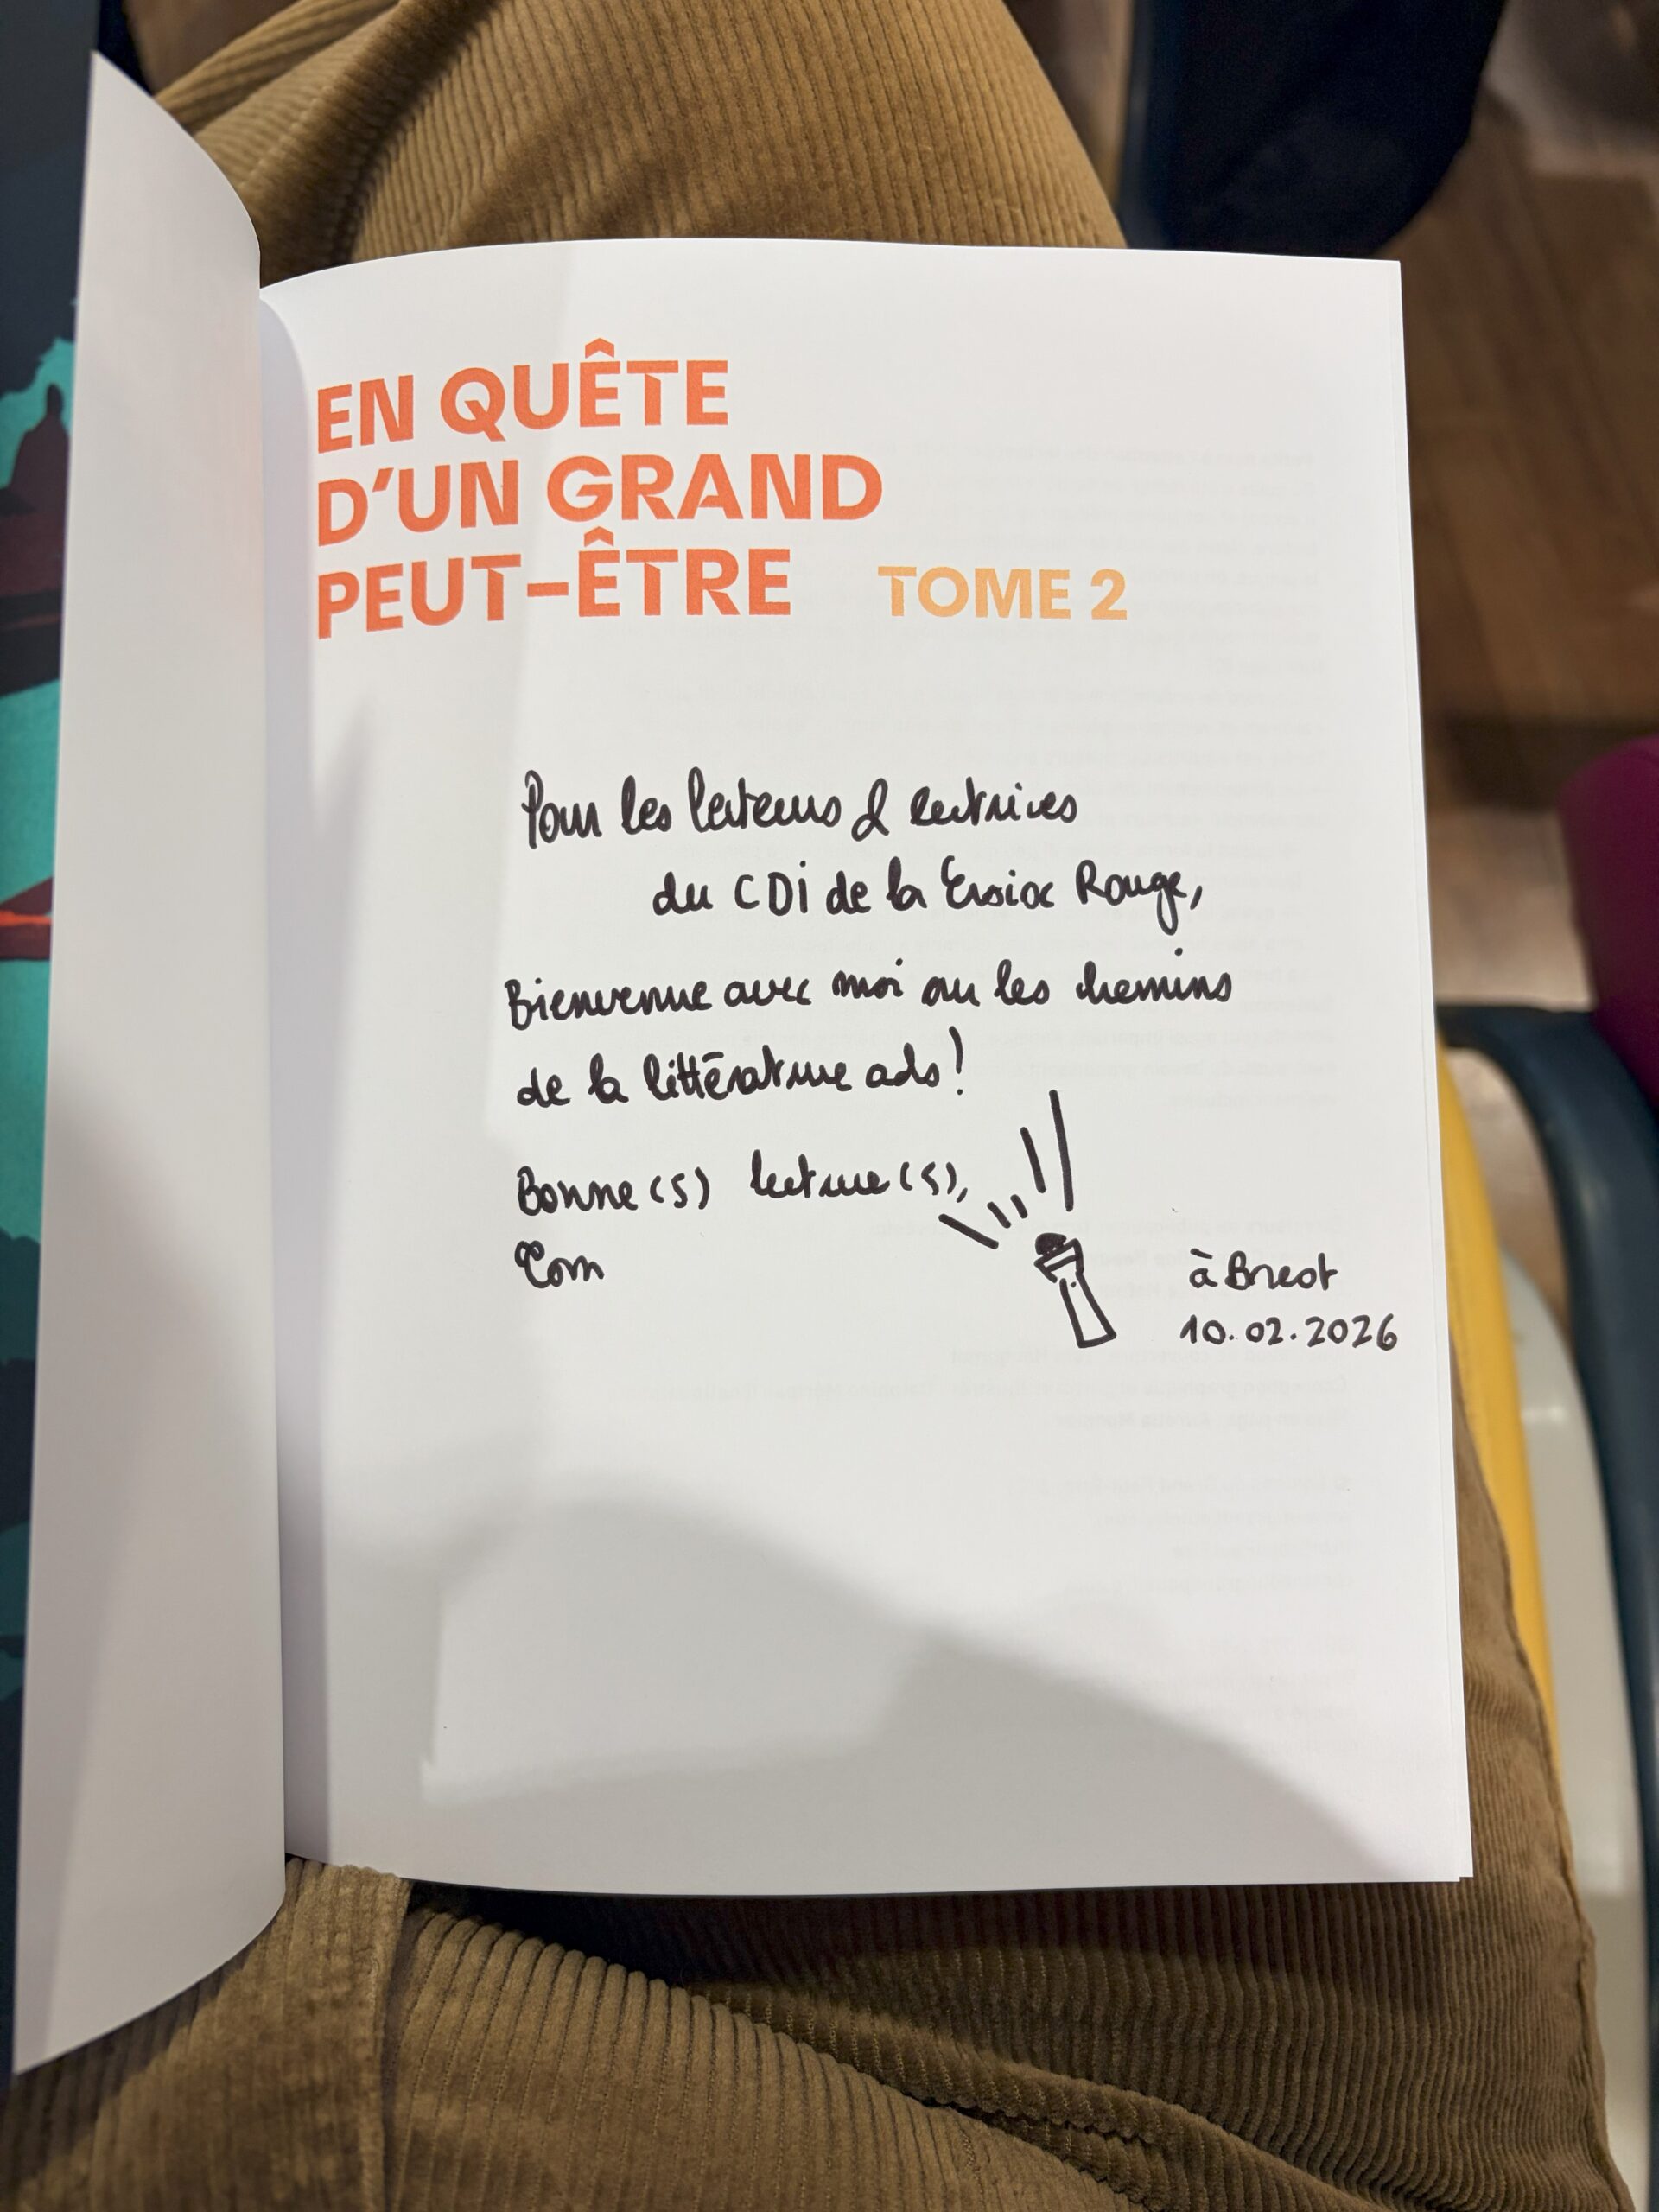 EN QUÊTE
D'UN GRAND
PEUT-ÊTRE TOME 2
Pour les lecteurs & lectrices
du CDi de la Croix Rouge,
Bienvenue avec moi sur les chemins
de la littérature ado !
Bonne(s) lecture(s),
Tom
à Brest
10.02.2026